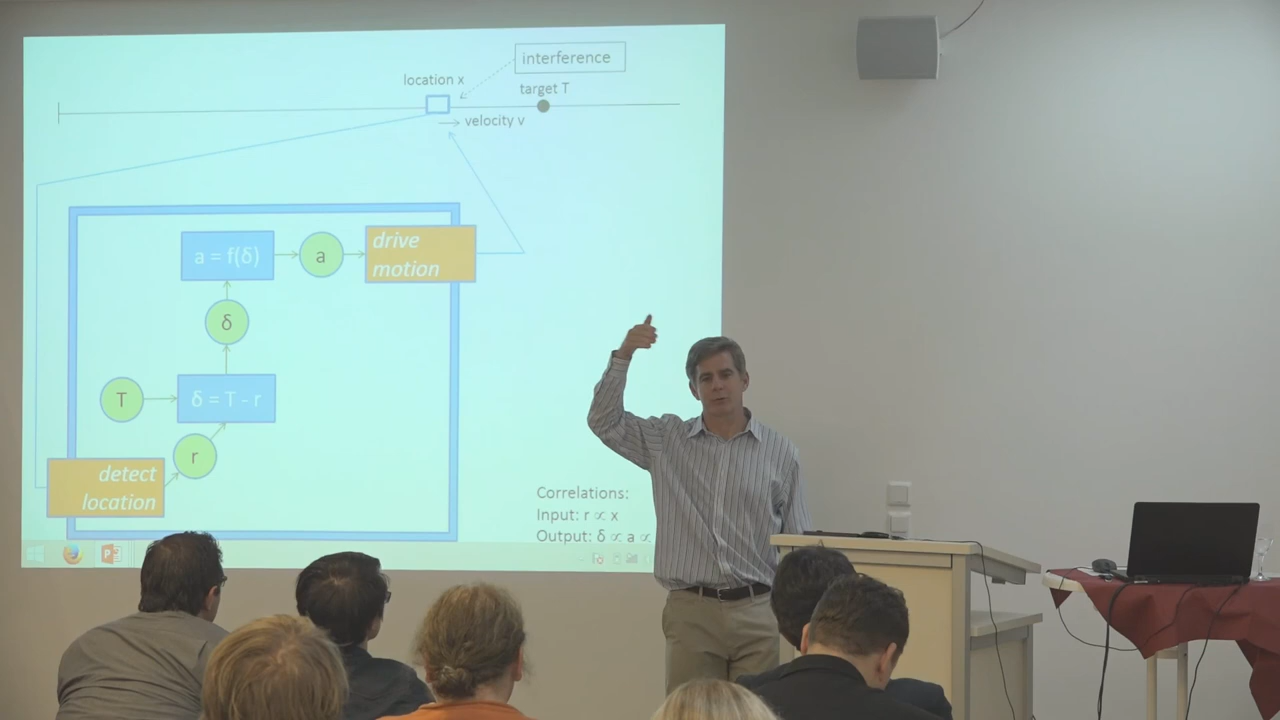 interference
location x
target T
velocity v
a = f(δ)
a
drive
motion
δ
T
δ = T - r
r
detect
location
Correlations:
Input: r ∝ x
Output: δ ∝ a ∝